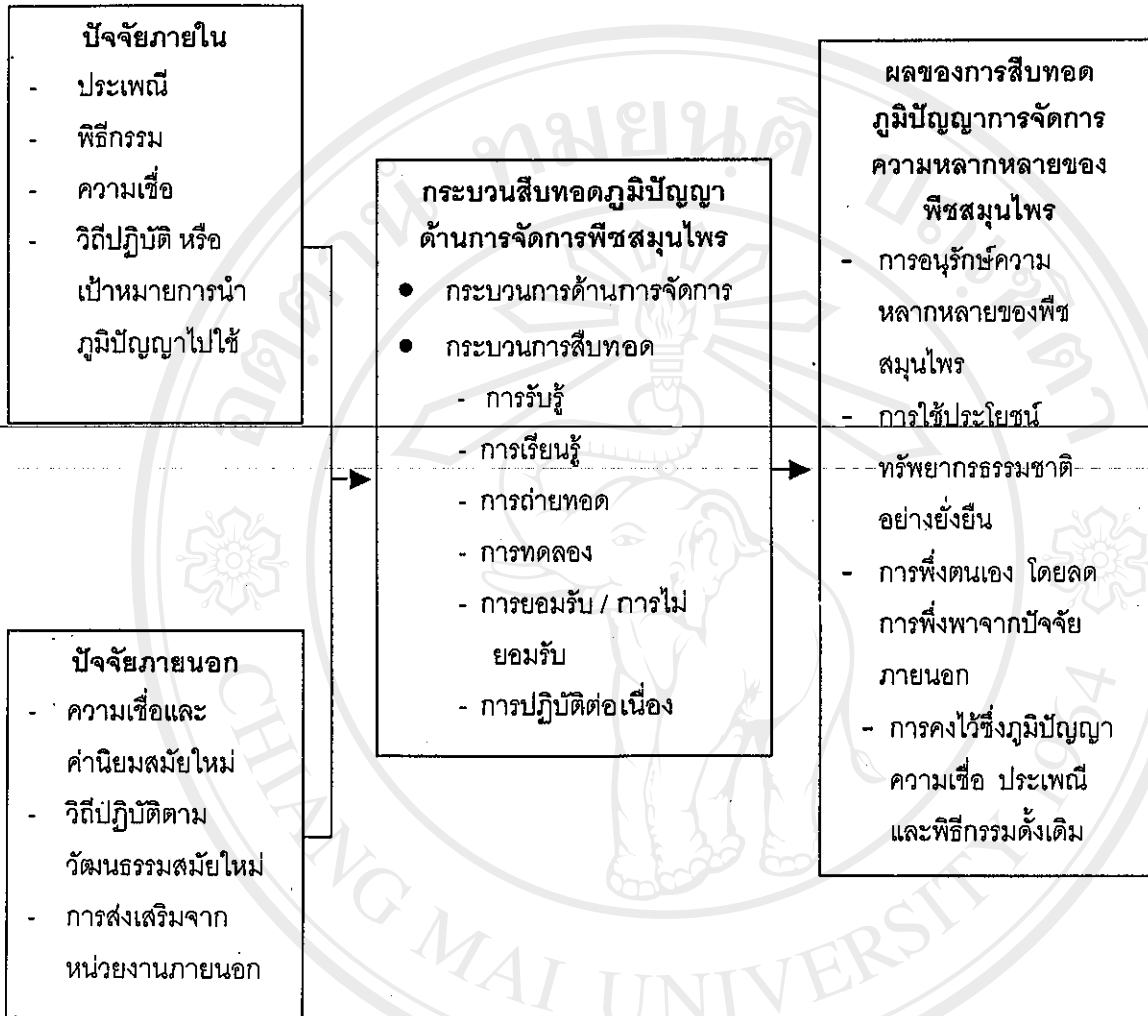 ปัจจัยภายใน
- ประเพณี
- พิธีกรรม
- ความเชื่อ
- วิถีปฏิบัติ หรือ
เป้าหมายการนำ
ภูมิปัญญาไปใช้
ปัจจัยภายนอก
- ความเชื่อและ
ค่านิยมสมัยใหม่
- วิถีปฏิบัติตาม
วัฒนธรรมสมัยใหม่
- การส่งเสริมจาก
หน่วยงานภายนอก
กระบวนสืบทอดภูมิปัญญา
ด้านการจัดการพืชสมุนไพร
● กระบวนการด้านการจัดการ
● กระบวนการสืบทอด
- การรับรู้
- การเรียนรู้
- การถ่ายทอด
- การทดลอง
- การยอมรับ / การไม่
ยอมรับ
- การปฏิบัติต่อเนื่อง
ผลของการสืบทอด
ภูมิปัญญาการจัดการ
ความหลากหลายของ
พืชสมุนไพร
- การอนุรักษ์ความ
หลากหลายของพืช
สมุนไพร
- การใช้ประโยชน์
ทรัพยากรธรรมชาติ
อย่างยั่งยืน
- การพึ่งตนเอง โดยลด
การพึ่งพาจากปัจจัย
ภายนอก
- การคงไว้ซึ่งภูมิปัญญา
ความเชื่อ ประเพณี
และพิธีกรรมดั้งเดิม
CHIANG MAI UNIVERSITY 1964